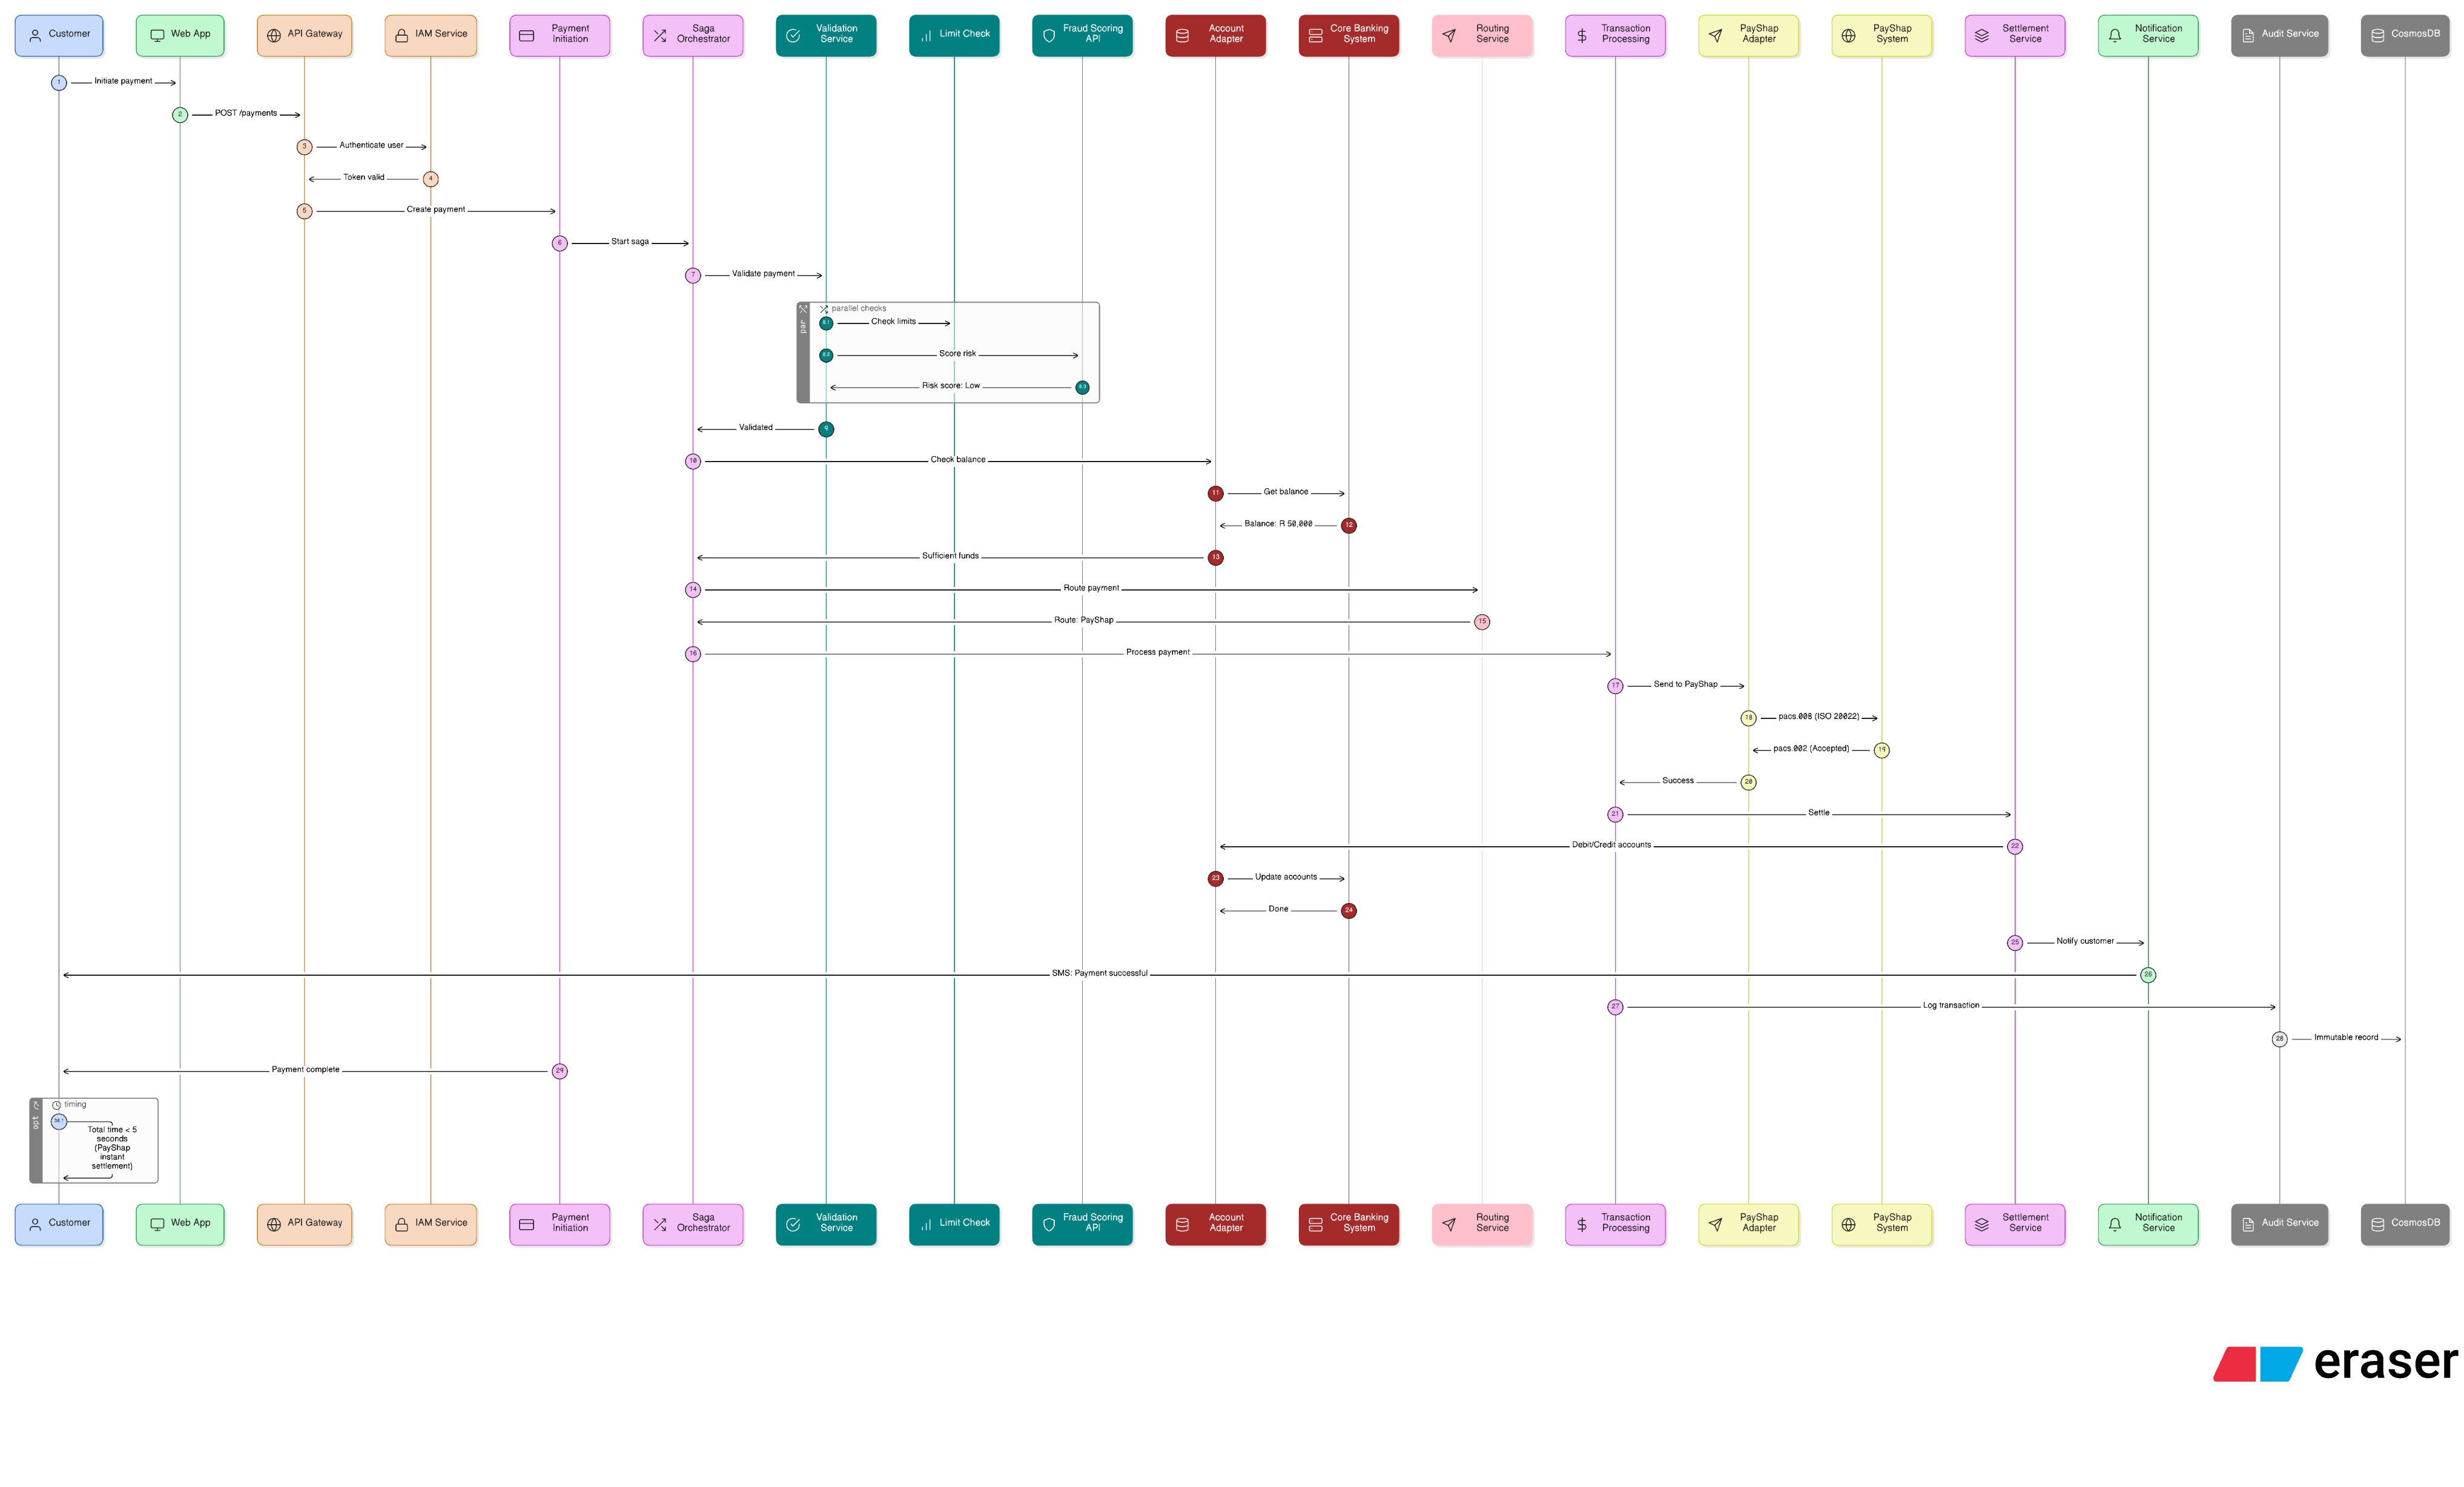 Customer
Web App
API Gateway
IAM Service
Payment
Initiation
Saga
Orchestrator
Validation
Service
Limit Check
Fraud Scoring
API
Account
Adapter
Core Banking
System
Routing
Service
Transaction
Processing
PayShap
Adapter
PayShap
System
Settlement
Service
Notification
Service
Audit Service
CosmosDB
1
Initiate payment
2
POST /payments
3
Authenticate user
Token valid
4
5
Create payment
6
Start saga
7
Validate payment
par
parallel checks
8.1
Check limits
8.2
Score risk
Risk score: Low
8.3
Validated
9
10
Check balance
11
Get balance
Balance: R 50,000
12
Sufficient funds
13
14
Route payment
Route: PayShap
15
16
Process payment
17
Send to PayShap
18
pacs.008 (ISO 20022)
pacs.002 (Accepted)
19
Success
20
21
Settle
Debit/Credit accounts
22
23
Update accounts
Done
24
25
Notify customer
SMS: Payment successful
26
27
Log transaction
28
Immutable record
Payment complete
29
opt
timing
Total time < 5
seconds
(PayShap
instant
settlement)
Customer
Web App
API Gateway
IAM Service
Payment
Initiation
Saga
Orchestrator
Validation
Service
Limit Check
Fraud Scoring
API
Account
Adapter
Core Banking
System
Routing
Service
Transaction
Processing
PayShap
Adapter
PayShap
System
Settlement
Service
Notification
Service
Audit Service
CosmosDB
eraser